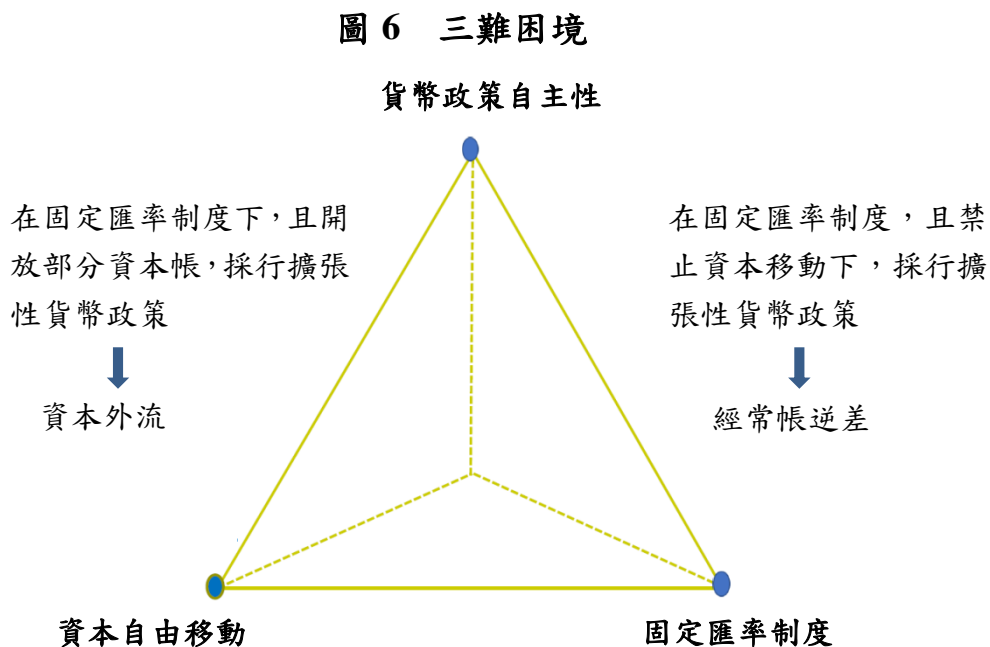 圖 6 三難困境
貨幣政策自主性
在固定匯率制度下，且開
放部分資本帳，採行擴張
性貨幣政策
資本外流
在固定匯率制度，且禁
止資本移動下，採行擴
張性貨幣政策
經常帳逆差
資本自由移動
固定匯率制度